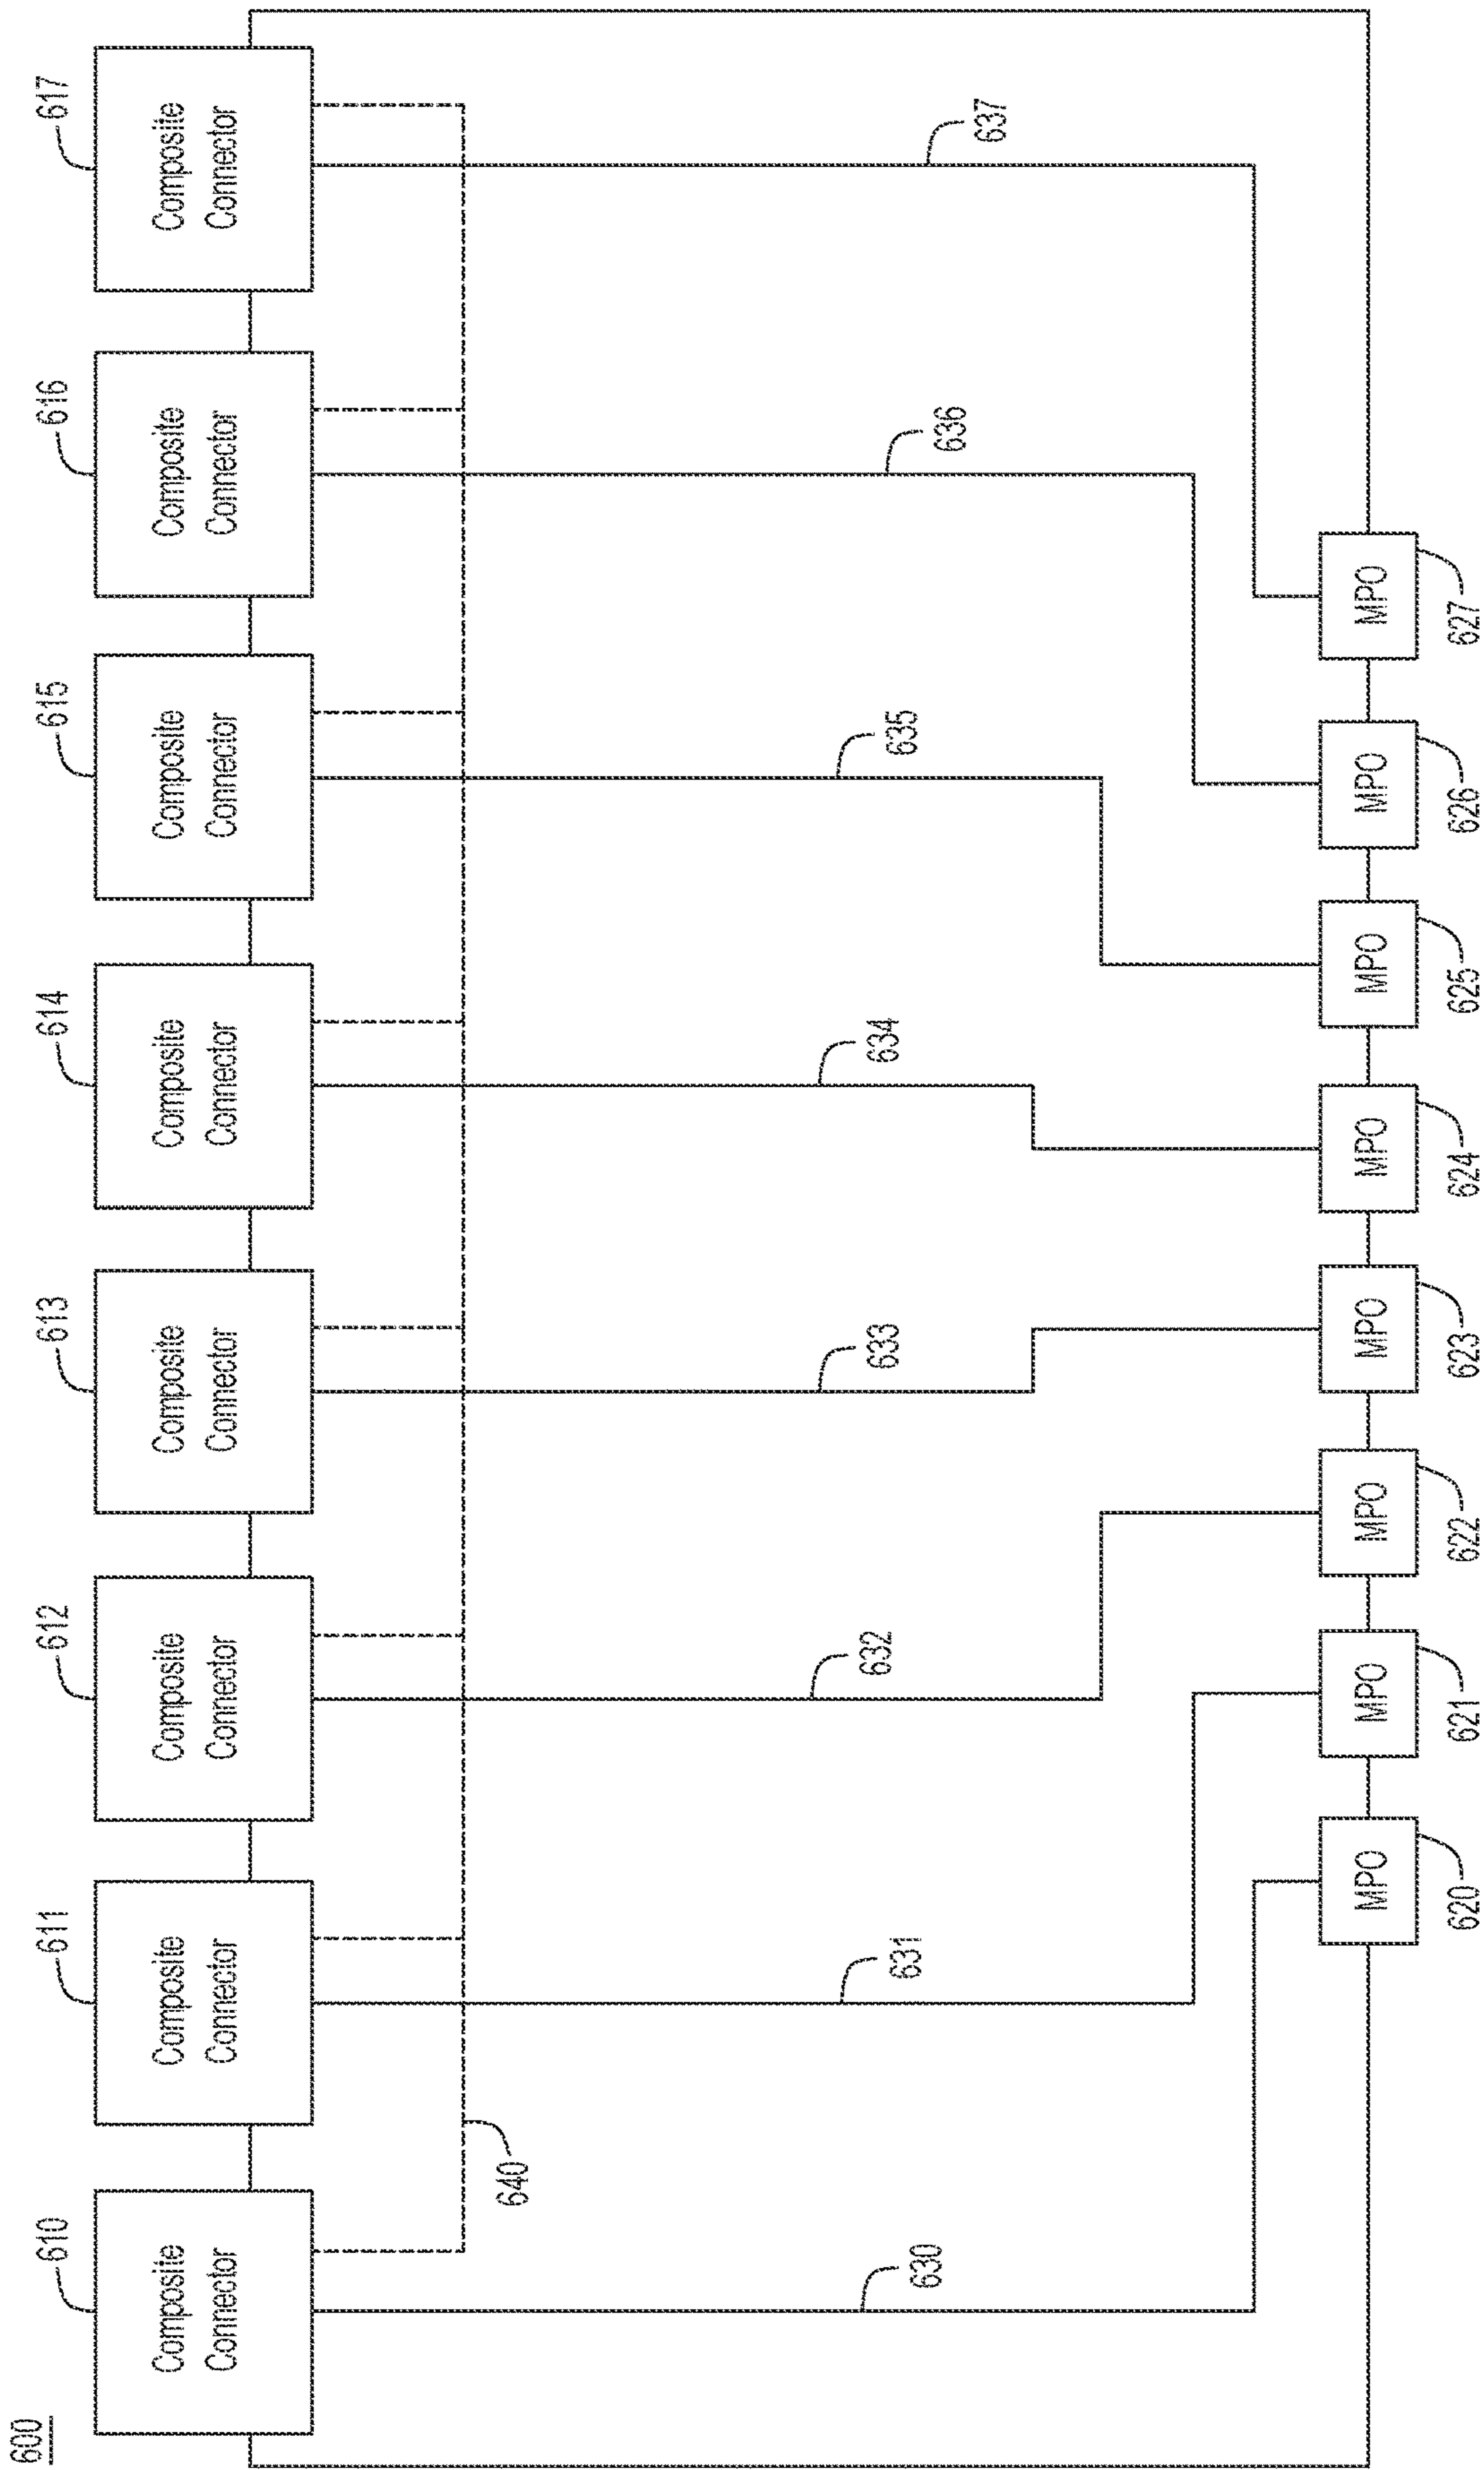 600
610
611
612
613
614
615
616
617
Composite
Connector
Composite
Connector
Composite
Connector
Composite
Connector
Composite
Connector
Composite
Connector
Composite
Connector
Composite
Connector
640
630
631
632
633
634
635
636
637
MPO
MPO
MPO
MPO
MPO
MPO
MPO
MPO
620
621
622
623
624
625
626
627